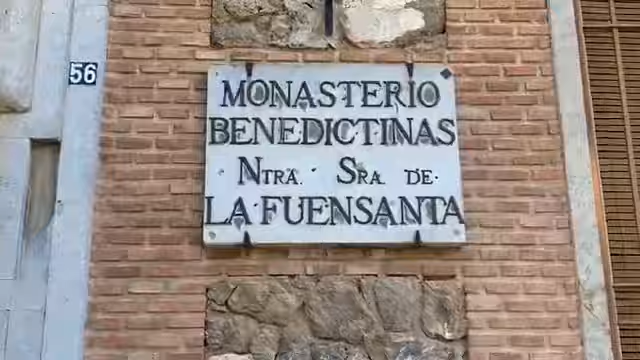 56
MONASTERIO
BENEDICTINAS
NTRA. SRA DE
LA FUENSANTA